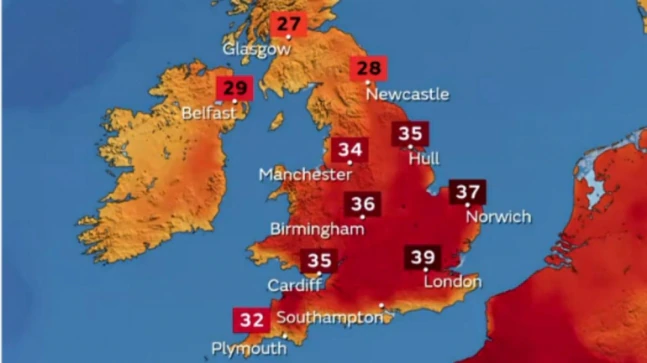 27
Glasgow
28
Newcastle
29
Belfast
35
Hull
34
Manchester
37
Norwich
36
Birmingham
39
London
35
Cardiff
Southampton
32
Plymouth